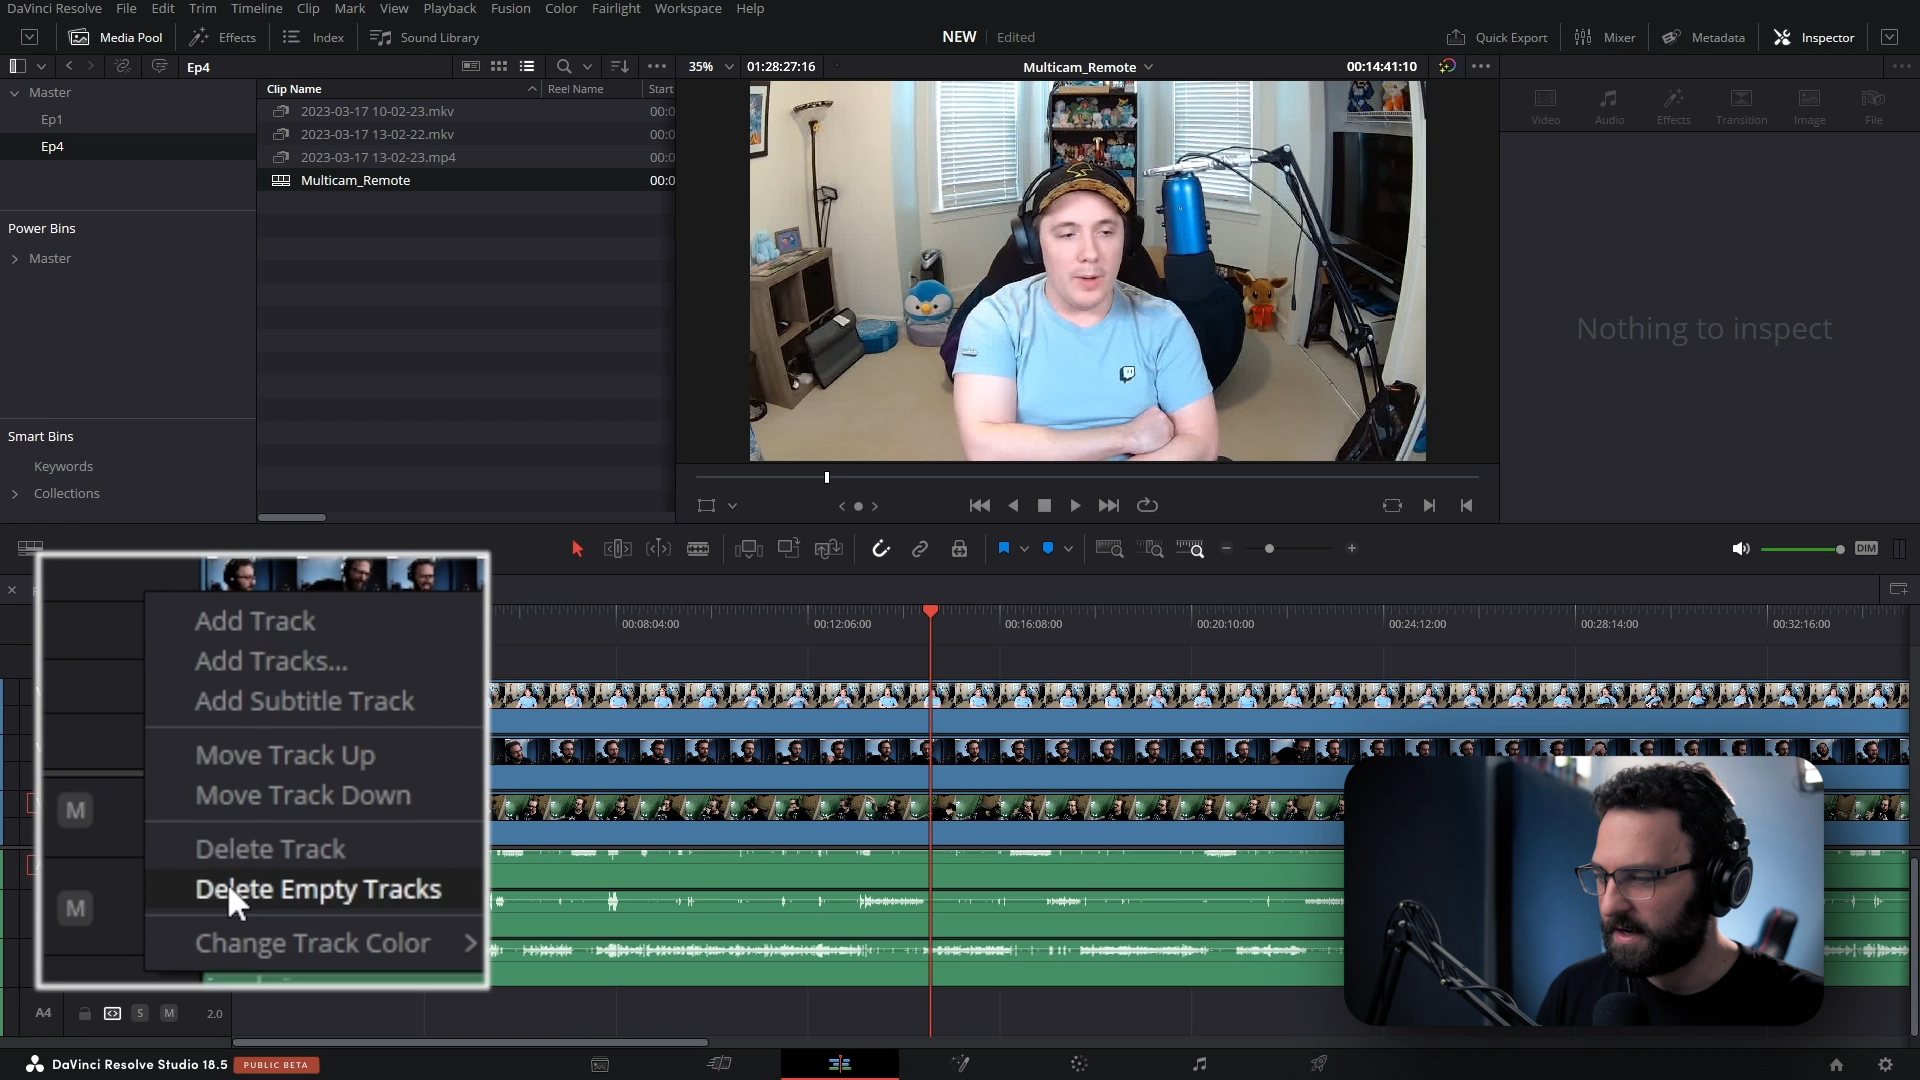 DaVinci Resolve File Edit Trim Timeline Clip Mark View Playback Fusion Color Fairlight Workspace Help
Media Pool Effects Index Sound Library NEW Edited Quick Export Mixer Metadata Inspector
Ep4 35% 01:28:27:16 Multicam_Remote 00:14:41:10
Master
Ep1
Ep4
Power Bins
Master
Smart Bins
Keywords
Collections
Clip Name Reel Name Start
2023-03-17 10-02-23.mkv 00:0
2023-03-17 13-02-22.mkv 00:0
2023-03-17 13-02-23.mp4 00:0
Multicam_Remote 00:0
Video Audio Effects Transition Image File
Nothing to inspect
DIM
00:08:04:00 00:12:06:00 00:16:08:00 00:20:10:00 00:24:12:00 00:28:14:00 00:32:16:00
Add Track
Add Tracks...
Add Subtitle Track
Move Track Up
Move Track Down
M
Delete Track
Delete Empty Tracks
M
Change Track Color
A4 S M 2.0
DaVinci Resolve Studio 18.5 PUBLIC BETA